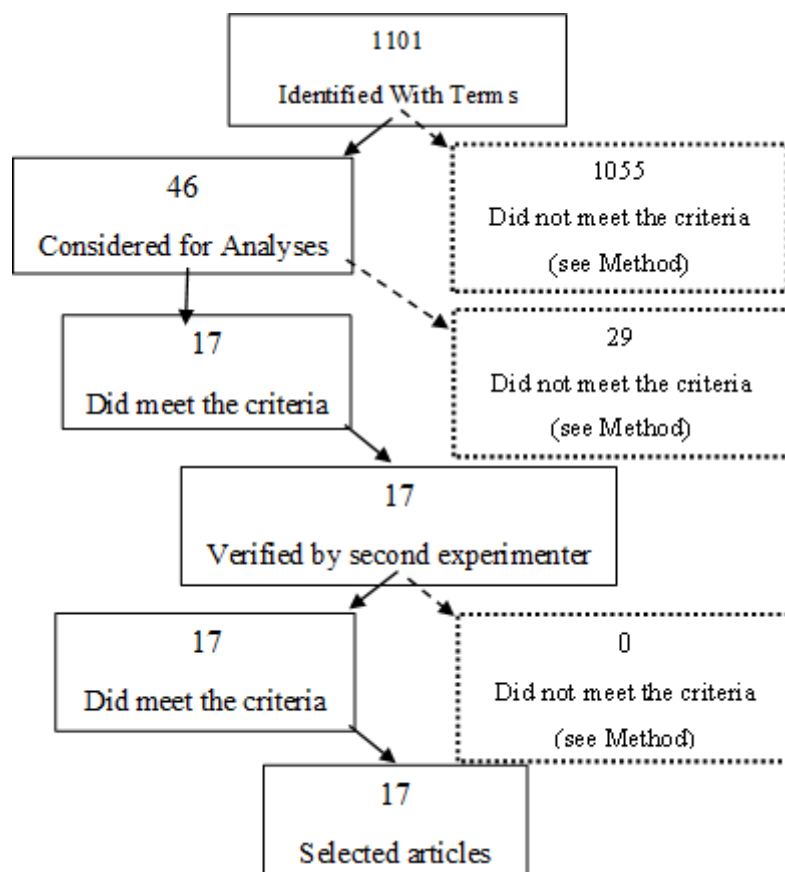 1101
Identified With Terms
46
Considered for Analyses
1055
Did not meet the criteria
(see Method)
17
Did meet the criteria
29
Did not meet the criteria
(see Method)
17
Verified by second experimenter
17
Did meet the criteria
0
Did not meet the criteria
(see Method)
17
Selected articles